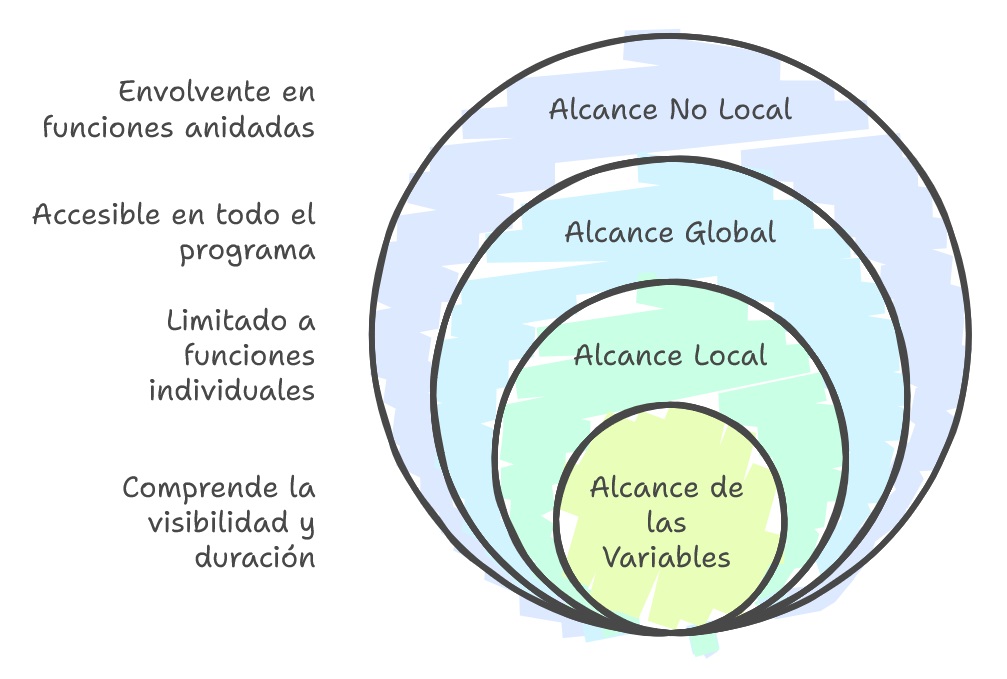 Envolvente en
funciones anidadas
Alcance No Local
Accesible en todo el
programa
Alcance Global
Limitado a
funciones
individuales
Alcance Local
Comprende la
visibilidad y
duración
Alcance de
las
Variables